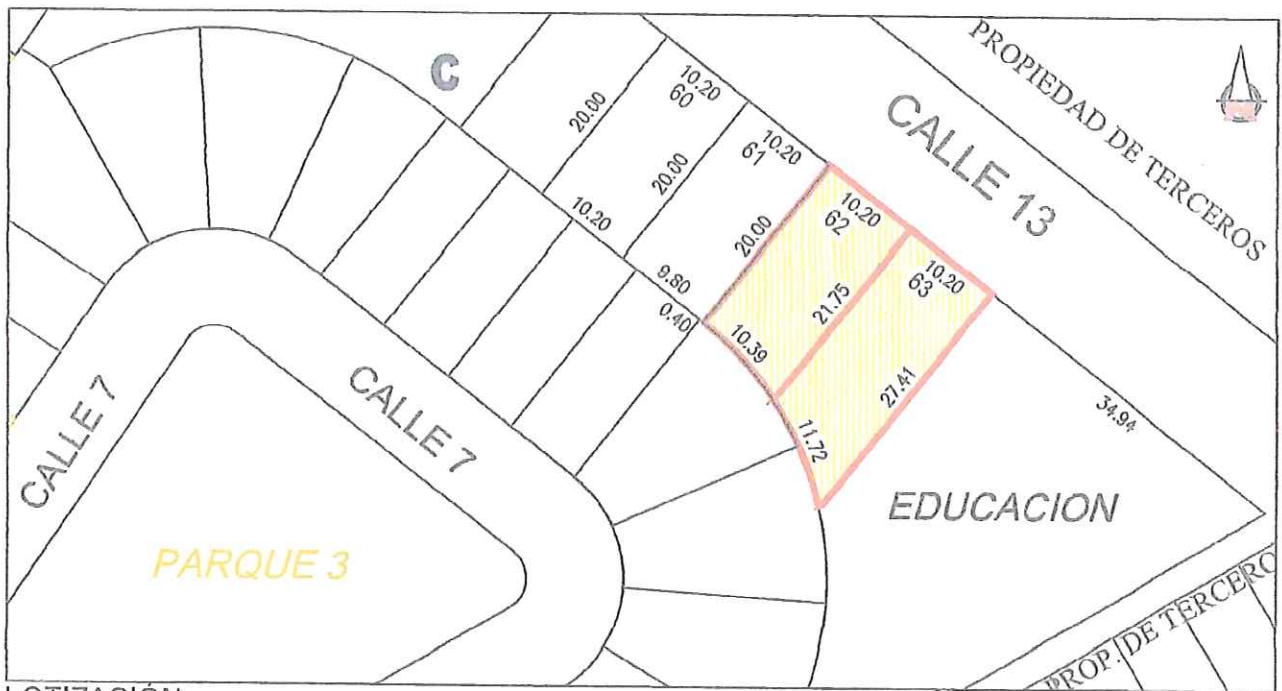 PROPIEDAD DE TERCEROS
C
CALLE 13
10.20
60
20.00
10.20
61
20.00
10.20
10.20
62
20.00
9.80
0.40
10.20
63
21.75
10.39
27.41
11.72
34.94
CALLE 7
CALLE 7
EDUCACION
PARQUE 3
PROP. DE TERCERO
LOTIZACIÓN